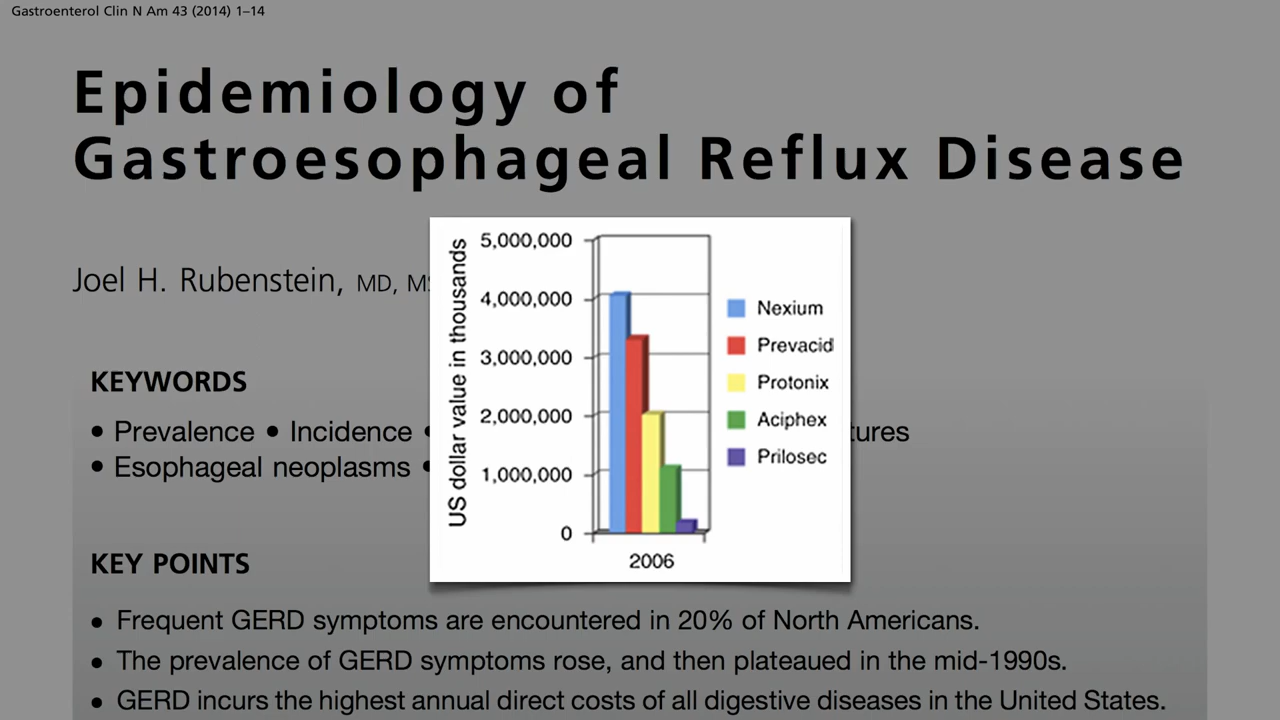 Gastroenterol Clin N Am 43 (2014) 1–14
Epidemiology of
Gastroesophageal Reflux Disease
Joel H. Rubenstein, MD,
KEYWORDS
• Prevalence • Incidence •
• Esophageal neoplasms •
KEY POINTS
• Frequent GERD symptoms are encountered in 20% of North Americans.
• The prevalence of GERD symptoms rose, and then plateaued in the mid-1990s.
• GERD incurs the highest annual direct costs of all digestive diseases in the United States.
US dollar value in thousands
5,000,000
4,000,000
3,000,000
2,000,000
1,000,000
0
2006
Nexium
Prevacid
Protonix
Aciphex
Prilosec